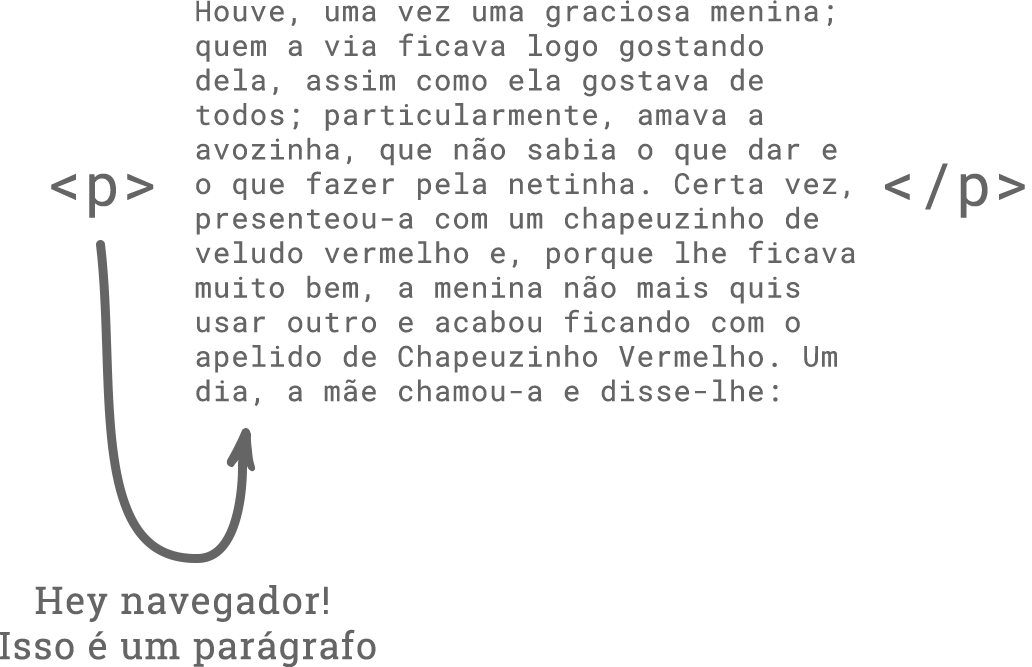 Houve, uma vez uma graciosa menina;
quem a via ficava logo gostando
dela, assim como ela gostava de
todos; particularmente, amava a
avozinha, que não sabia o que dar e
<p> o que fazer pela netinha. Certa vez, </p>
presenteou-a com um chapeuzinho de
veludo vermelho e, porque lhe ficava
muito bem, a menina não mais quis
usar outro e acabou ficando com o
apelido de Chapeuzinho Vermelho. Um
dia, a mãe chamou-a e disse-lhe:
Hey navegador!
Isso é um parágrafo